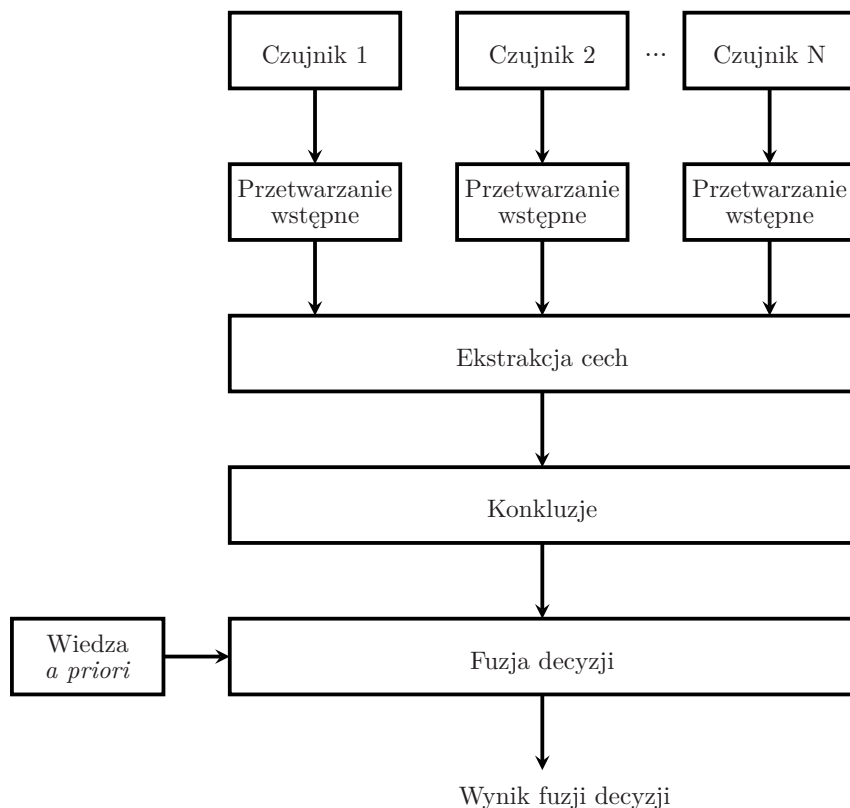 Czujnik 1
Czujnik 2
...
Czujnik N
Przetwarzanie
wstępne
Przetwarzanie
wstępne
Przetwarzanie
wstępne
Ekstrakcja cech
Konkluzje
Wiedza
a priori
Fuzja decyzji
Wynik fuzji decyzji